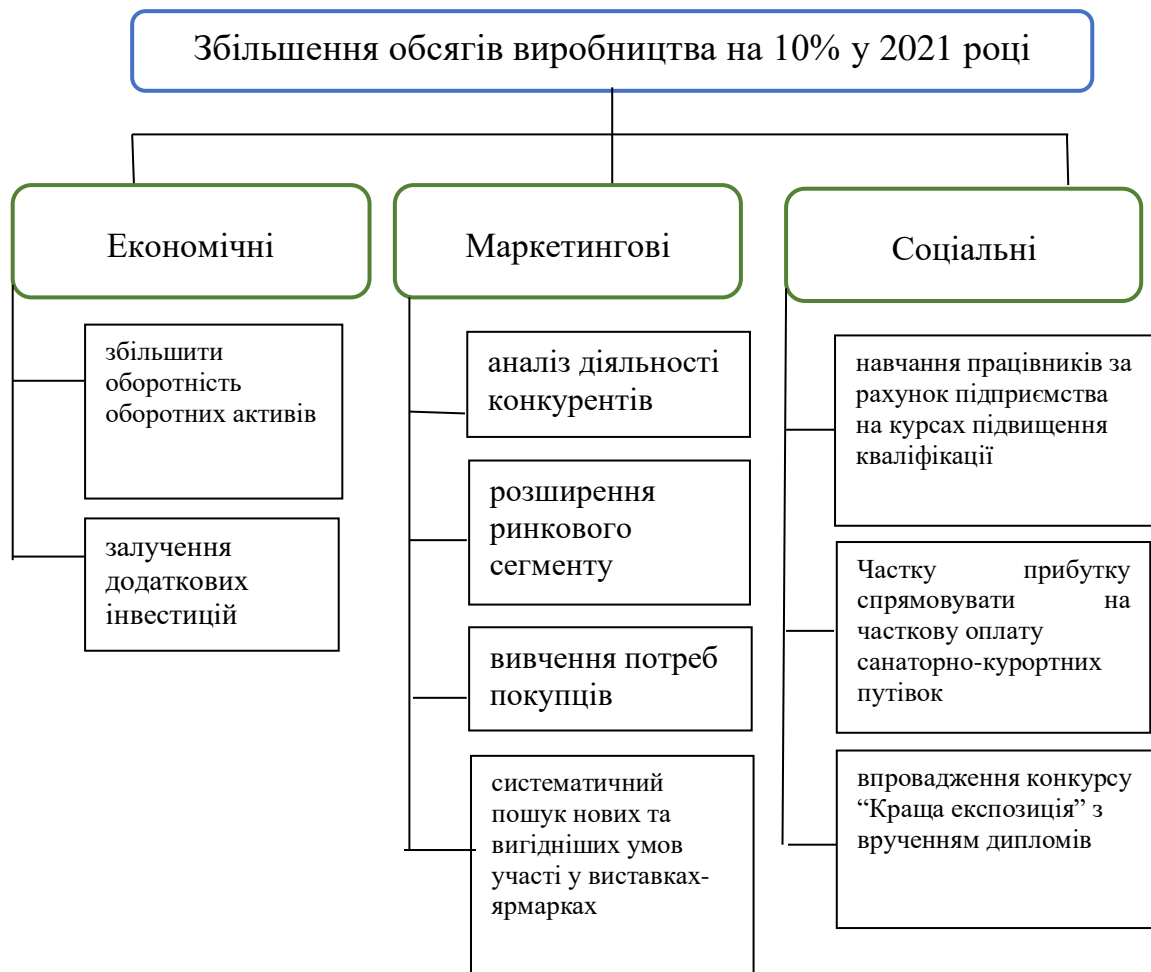 Збільшення обсягів виробництва на 10% у 2021 році
Економічні
збільшити
оборотність
оборотних активів
залучення
додаткових
інвестицій
Маркетингові
аналіз діяльності
конкурентів
розширення
ринкового
сегменту
вивчення потреб
покупців
систематичний
пошук нових та
вигідніших умов
участі у виставках-
ярмарках
Соціальні
навчання працівників за
рахунок підприємства
на курсах підвищення
кваліфікації
Частку прибутку
спрямовувати на
часткову оплату
санаторно-курортних
путівок
впровадження конкурсу
“Краща експозиція” з
врученням дипломів